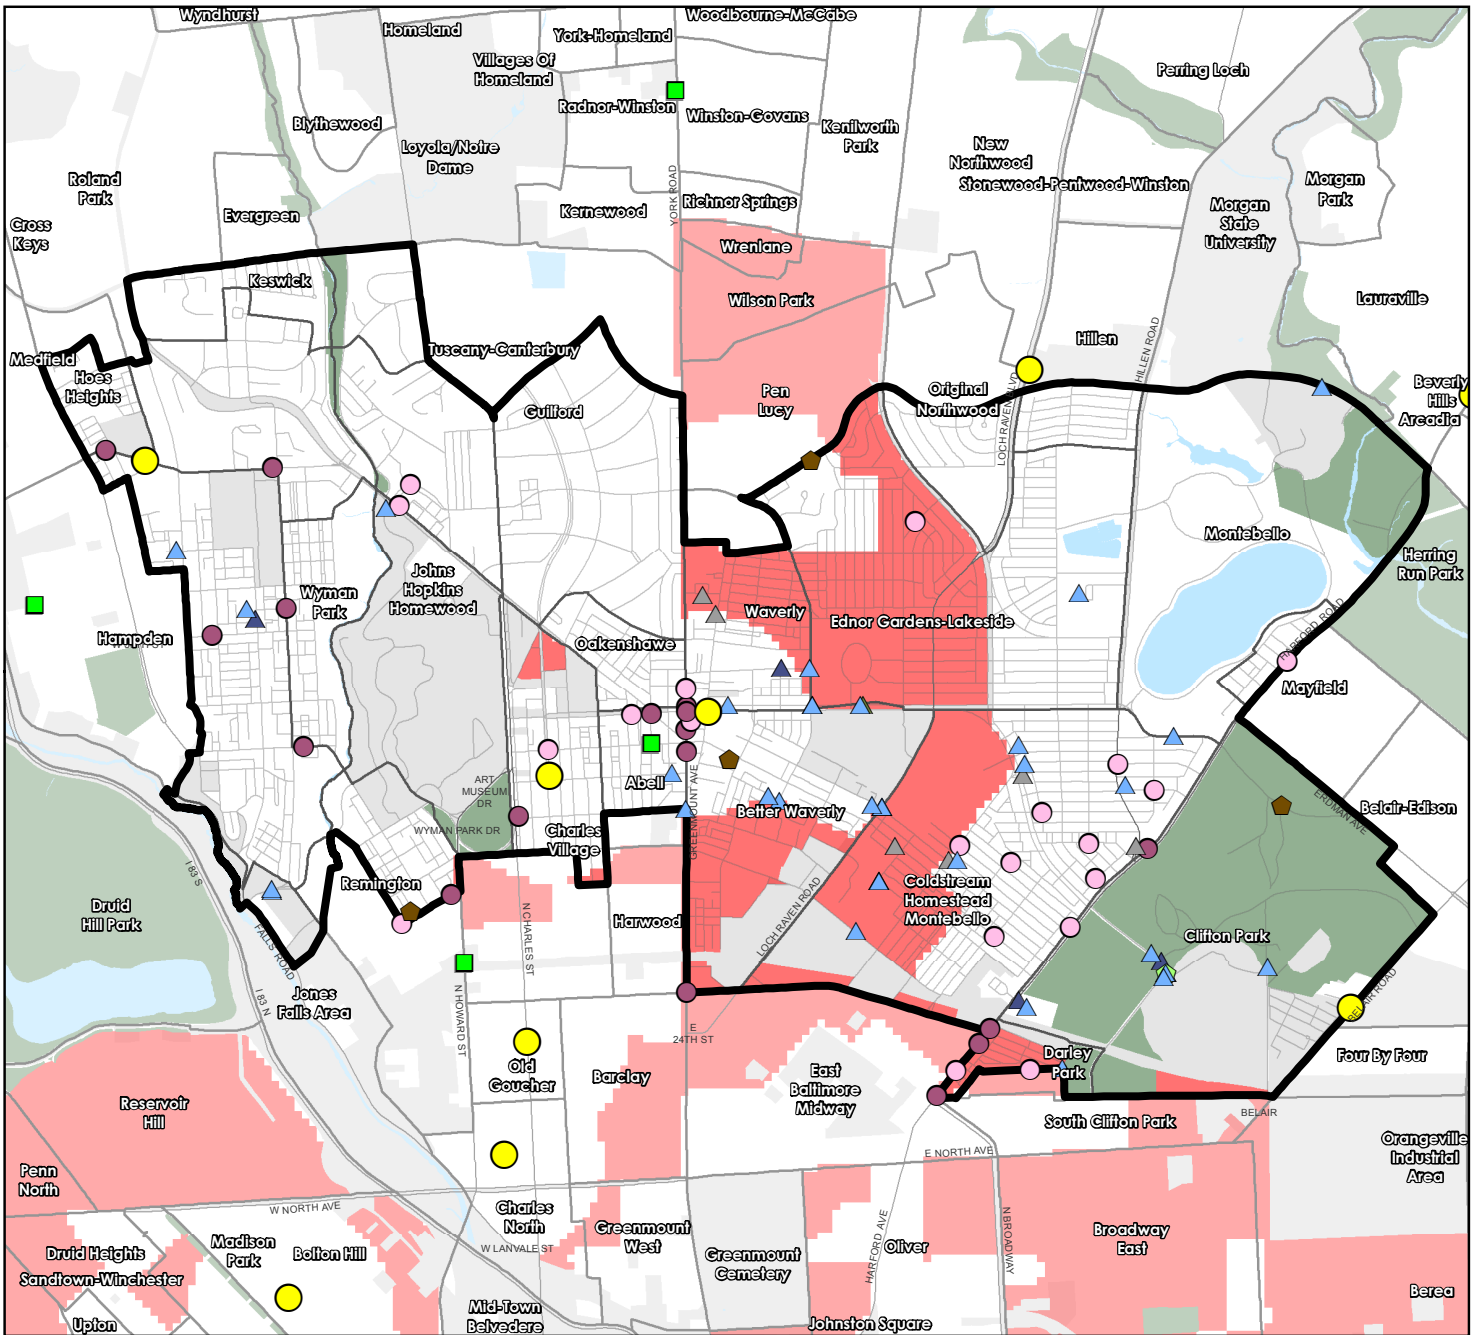 Wyndhurst
Woodbourne-McCabe
Homeland
York-Homeland
Villages Of
Homeland
Perring Loch
Radnor-Winston
Winston-Govans
Blythewood
Kenilworth
Park
Loyola/Notre
Dame
New
Northwood
Roland
Park
Stonewood-Pentwood-Winston
Morgan
Park
YORK ROAD
Richnor Springs
Kernewood
Evergreen
Cross
Keys
Morgan
State
University
Wrenlane
Keswick
Wilson Park
Lauraville
Hillen
HILLEN ROAD
Medfield
Hoes
Heights
Tuscany-Canterbury
Pen
Lucy
Original
Northwood
LOCH RAVEN BLVD
Beverly
Hills
Arcadia
Guilford
Montebello
Herring
Run Park
Johns
Hopkins
Homewood
Wyman
Park
Waverly
Ednor Gardens-Lakeside
Hampden
Oakenshawe
HARFORD ROAD
Mayfield
ART
MUSEUM
DR
Abell
GREENMOUNT AVE
Better Waverly
ERDMAN AVE
Belair-Edison
WYMAN PARK DR
Charles
Village
I 83 S
Remington
Coldstream
Homestead
Montebello
Druid
Hill Park
Harwood
LOCH RAVEN ROAD
N CHARLES ST
FALLS ROAD
Clifton Park
Jones
Falls Area
I 83 N
N HOWARD ST
BELAIR ROAD
E
24TH ST
Old
Goucher
Barclay
East
Baltimore
Midway
Darley
Park
Four By Four
Reservoir
Hill
South Clifton Park
BELAIR
Orangeville
Industrial
Area
Penn
North
E NORTH AVE
W NORTH AVE
Charles
North
Greenmount
West
N BROADWAY
Broadway
East
Druid Heights
Madison
Park
Bolton Hill
W LANVALE ST
Greenmount
Cemetery
HARFORD AVE
Oliver
Sandtown-Winchester
Berea
Upton
Mid-Town
Belvedere
Johnston Square